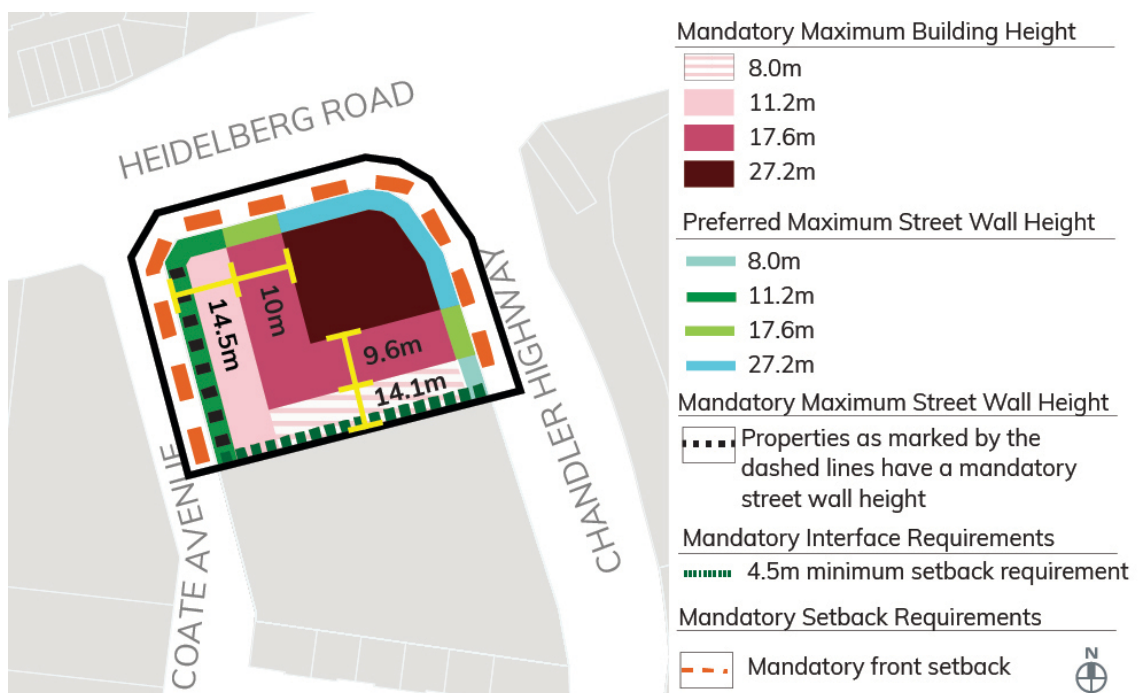 HEIDELBERG ROAD
14.5m
10m
9.6m
14.1m
COATE AVENUE
CHANDLER HIGHWAY
Mandatory Maximum Building Height
8.0m
11.2m
17.6m
27.2m
Preferred Maximum Street Wall Height
8.0m
11.2m
17.6m
27.2m
Mandatory Maximum Street Wall Height
Properties as marked by the
dashed lines have a mandatory
street wall height
Mandatory Interface Requirements
4.5m minimum setback requirement
Mandatory Setback Requirements
Mandatory front setback
N